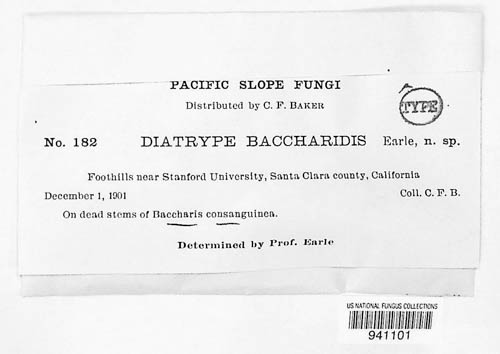 PACIFIC SLOPE FUNGI
Distributed by C. F. BAKER
TYPE
No. 182 DIATRYPE BACCHARIDIS Earle, n. sp.
Foothills near Stanford University, Santa Clara county, California
December 1, 1901 Coll. C. F. B.
On dead stems of Baccharis consanguinea.
Determined by Prof. Earle
US NATIONAL FUNGUS COLLECTIONS
941101